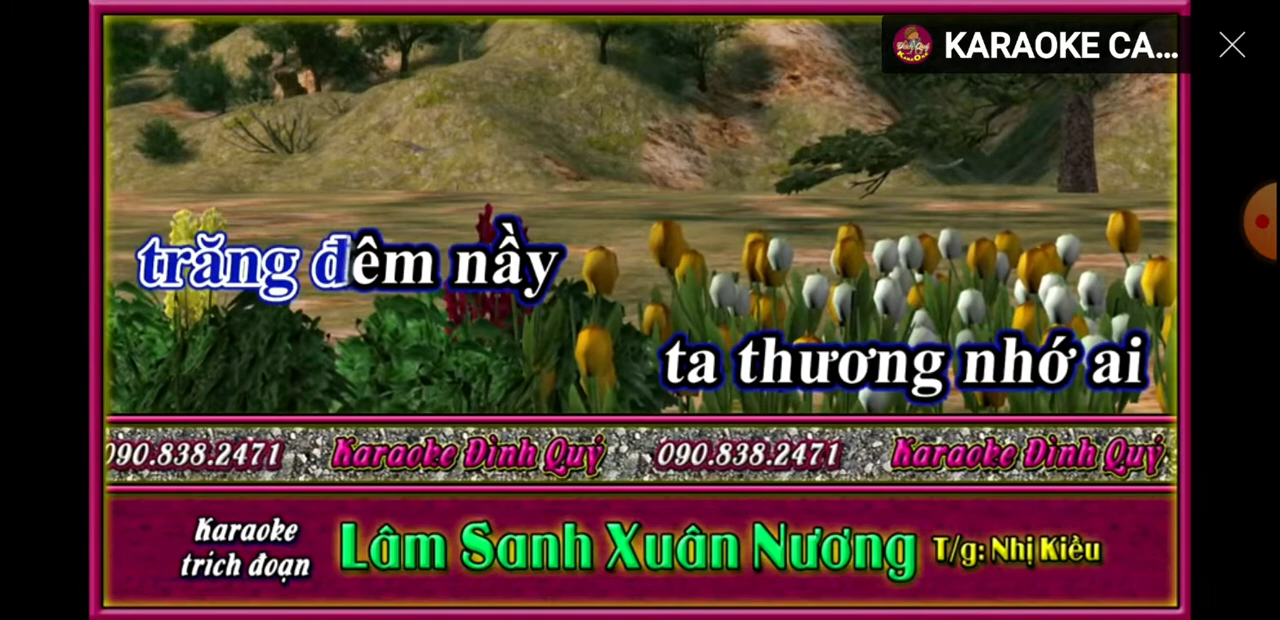 KARAOKE CA...
trăng đêm nầy
ta thương nhớ ai
090.838.2471 Karaoke Đình Quý 090.838.2471 Karaoke Đình Quý
Karaoke
trích đoạn
Lâm Sanh Xuân Nương
T/g: Nhị Kiều